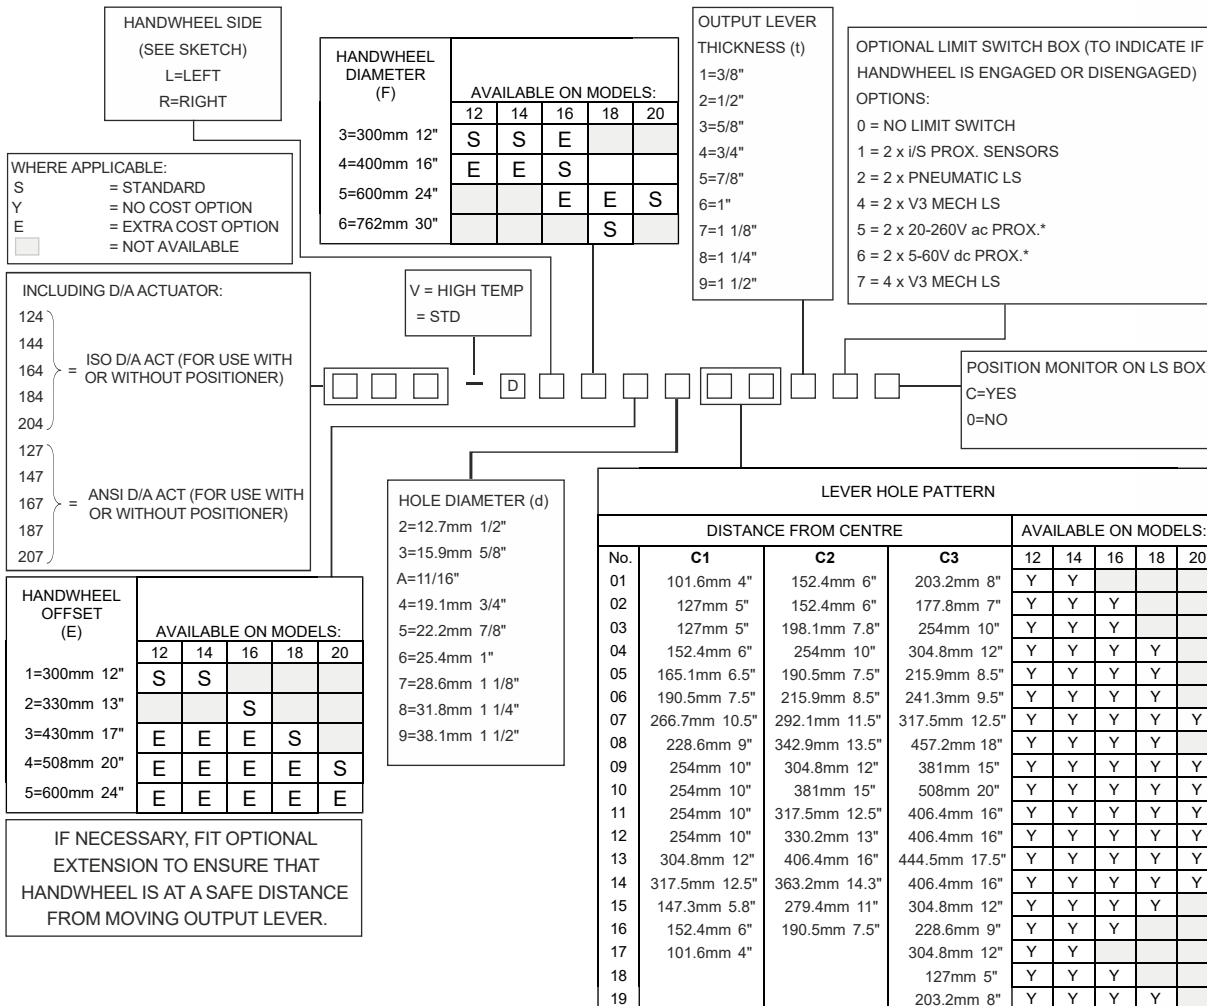 HANDWHEEL SIDE
(SEE SKETCH)
L=LEFT
R=RIGHT
HANDWHEEL
DIAMETER
(F)
AVAILABLE ON MODELS:
12 14 16 18 20
3=300mm 12" S S E
4=400mm 16" E E S
5=600mm 24" E E S
6=762mm 30" S
OUTPUT LEVER
THICKNESS (t)
1=3/8"
2=1/2"
3=5/8"
4=3/4"
5=7/8"
6=1"
7=1 1/8"
8=1 1/4"
9=1 1/2"
OPTIONAL LIMIT SWITCH BOX (TO INDICATE IF
HANDWHEEL IS ENGAGED OR DISENGAGED)
OPTIONS:
0 = NO LIMIT SWITCH
1 = 2 x i/S PROX. SENSORS
2 = 2 x PNEUMATIC LS
4 = 2 x V3 MECH LS
5 = 2 x 20-260V ac PROX.*
6 = 2 x 5-60V dc PROX.*
7 = 4 x V3 MECH LS
WHERE APPLICABLE:
S = STANDARD
Y = NO COST OPTION
E = EXTRA COST OPTION
= NOT AVAILABLE
INCLUDING D/A ACTUATOR:
124
144
164
184
204
= ISO D/A ACT (FOR USE WITH
OR WITHOUT POSITIONER)
127
147
167
187
207
= ANSI D/A ACT (FOR USE WITH
OR WITHOUT POSITIONER)
V = HIGH TEMP
= STD
– D
POSITION MONITOR ON LS BOX
C=YES
0=NO
HANDWHEEL
OFFSET
(E)
AVAILABLE ON MODELS:
12 14 16 18 20
1=300mm 12" S S
2=330mm 13" S
3=430mm 17" E E E S
4=508mm 20" E E E E S
5=600mm 24" E E E E E
IF NECESSARY, FIT OPTIONAL
EXTENSION TO ENSURE THAT
HANDWHEEL IS AT A SAFE DISTANCE
FROM MOVING OUTPUT LEVER.
HOLE DIAMETER (d)
2=12.7mm 1/2"
3=15.9mm 5/8"
A=11/16"
4=19.1mm 3/4"
5=22.2mm 7/8"
6=25.4mm 1"
7=28.6mm 1 1/8"
8=31.8mm 1 1/4"
9=38.1mm 1 1/2"
LEVER HOLE PATTERN
DISTANCE FROM CENTRE AVAILABLE ON MODELS:
No. C1 C2 C3 12 14 16 18 20
01 101.6mm 4" 152.4mm 6" 203.2mm 8" Y Y
02 127mm 5" 152.4mm 6" 177.8mm 7" Y Y Y
03 127mm 5" 198.1mm 7.8" 254mm 10" Y Y Y
04 152.4mm 6" 254mm 10" 304.8mm 12" Y Y Y Y
05 165.1mm 6.5" 190.5mm 7.5" 215.9mm 8.5" Y Y Y Y
06 190.5mm 7.5" 215.9mm 8.5" 241.3mm 9.5" Y Y Y Y
07 266.7mm 10.5" 292.1mm 11.5" 317.5mm 12.5" Y Y Y Y Y
08 228.6mm 9" 342.9mm 13.5" 457.2mm 18" Y Y Y Y
09 254mm 10" 304.8mm 12" 381mm 15" Y Y Y Y Y
10 254mm 10" 381mm 15" 508mm 20" Y Y Y Y Y
11 254mm 10" 317.5mm 12.5" 406.4mm 16" Y Y Y Y Y
12 254mm 10" 330.2mm 13" 406.4mm 16" Y Y Y Y Y
13 304.8mm 12" 406.4mm 16" 444.5mm 17.5" Y Y Y Y Y
14 317.5mm 12.5" 363.2mm 14.3" 406.4mm 16" Y Y Y Y Y
15 147.3mm 5.8" 279.4mm 11" 304.8mm 12" Y Y Y Y
16 152.4mm 6" 190.5mm 7.5" 228.6mm 9" Y Y Y
17 101.6mm 4" 304.8mm 12" Y Y
18 127mm 5" Y Y Y
19 203.2mm 8" Y Y Y Y